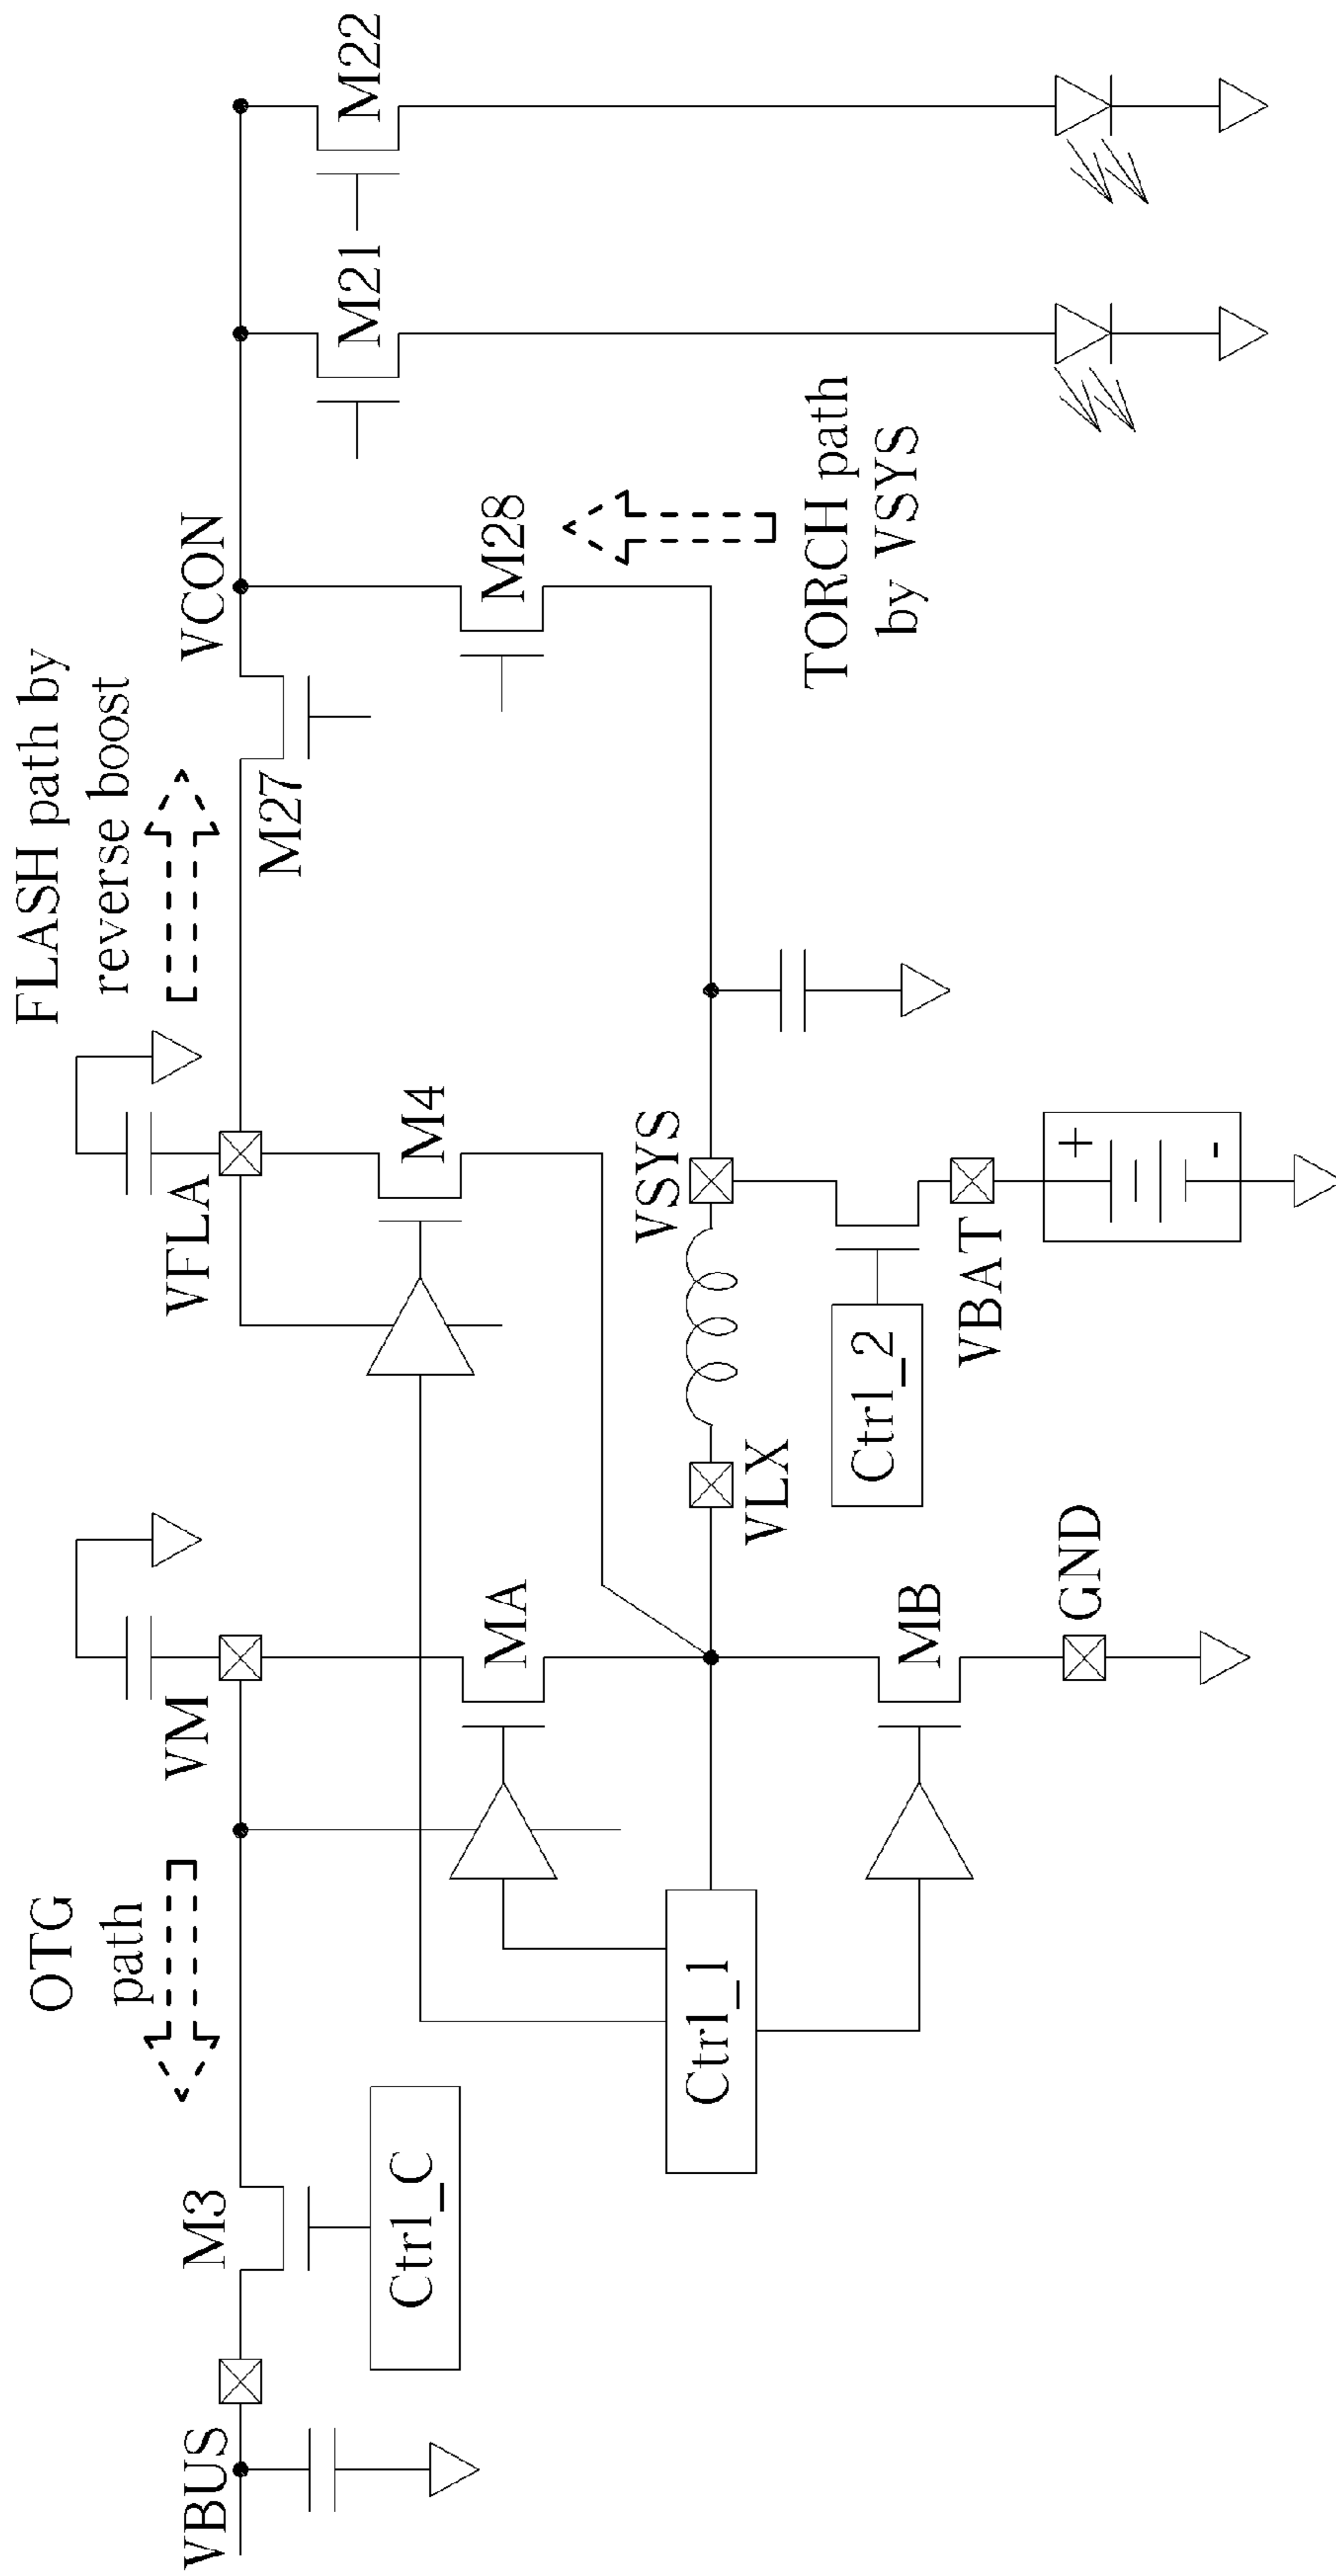 FLASH path by
reverse boost
OTG
path
VBUS
M3
VM
VFLA
M27
VCON
M21
M22
Ctrl_C
MA
M4
M28
TORCH path
by VSYS
Ctrl_1
VLX
VSYS
MB
Ctrl_2
GND
VBAT
+
-